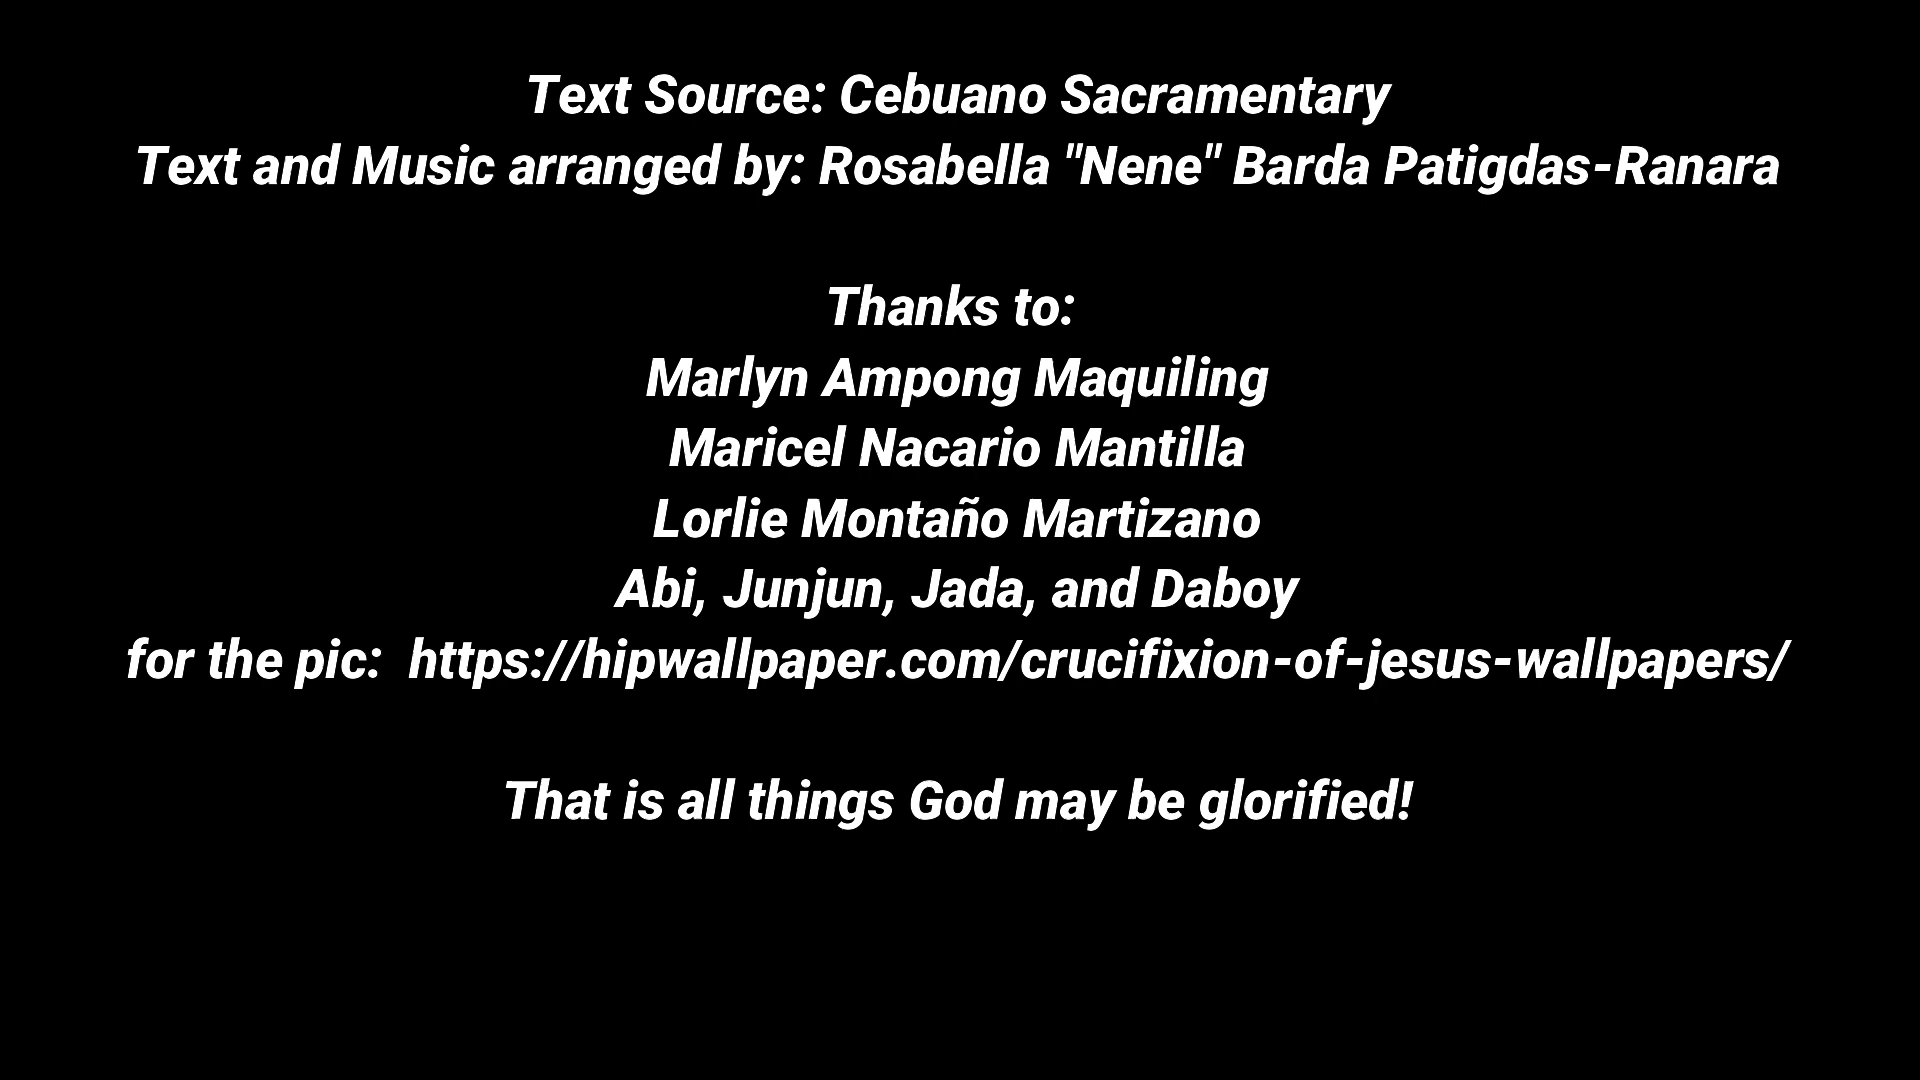 Text Source: Cebuano Sacramentary
Text and Music arranged by: Rosabella "Nene" Barda Patigdas-Ranara
Thanks to:
Marlyn Ampong Maquiling
Maricel Nacario Mantilla
Lorlie Montaño Martizano
Abi, Junjun, Jada, and Daboy
for the pic:  https://hipwallpaper.com/crucifixion-of-jesus-wallpapers/
That is all things God may be glorified!